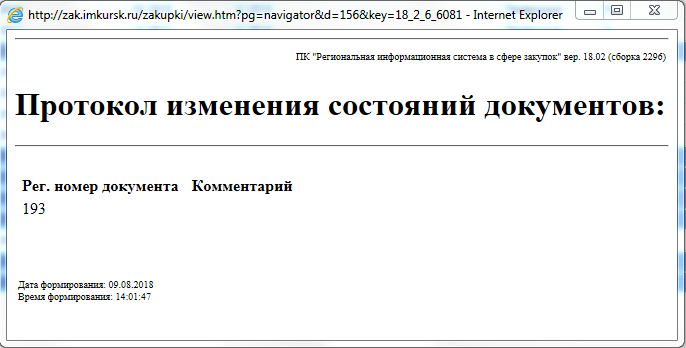 http://zak.imkursk.ru/zakupki/view.htm?pg=navigator&d=156&key=18_2_6_6081 - Internet Explorer
ПК "Региональная информационная система в сфере закупок" вер. 18.02 (сборка 2296)
Протокол изменения состояний документов:
Рег. номер документа Комментарий
193
Дата формирования: 09.08.2018
Время формирования: 14:01:47